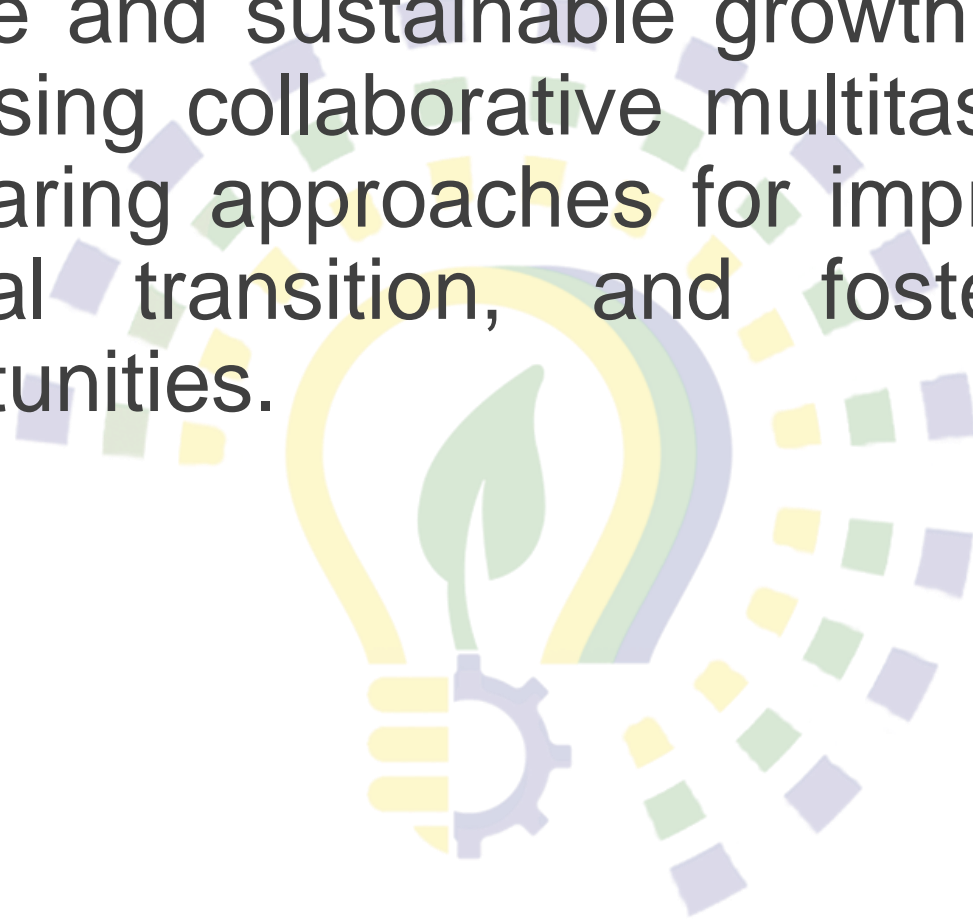 e and sustainable growth
sing collaborative multitas
aring approaches for impr
al transition, and foste
tunities.